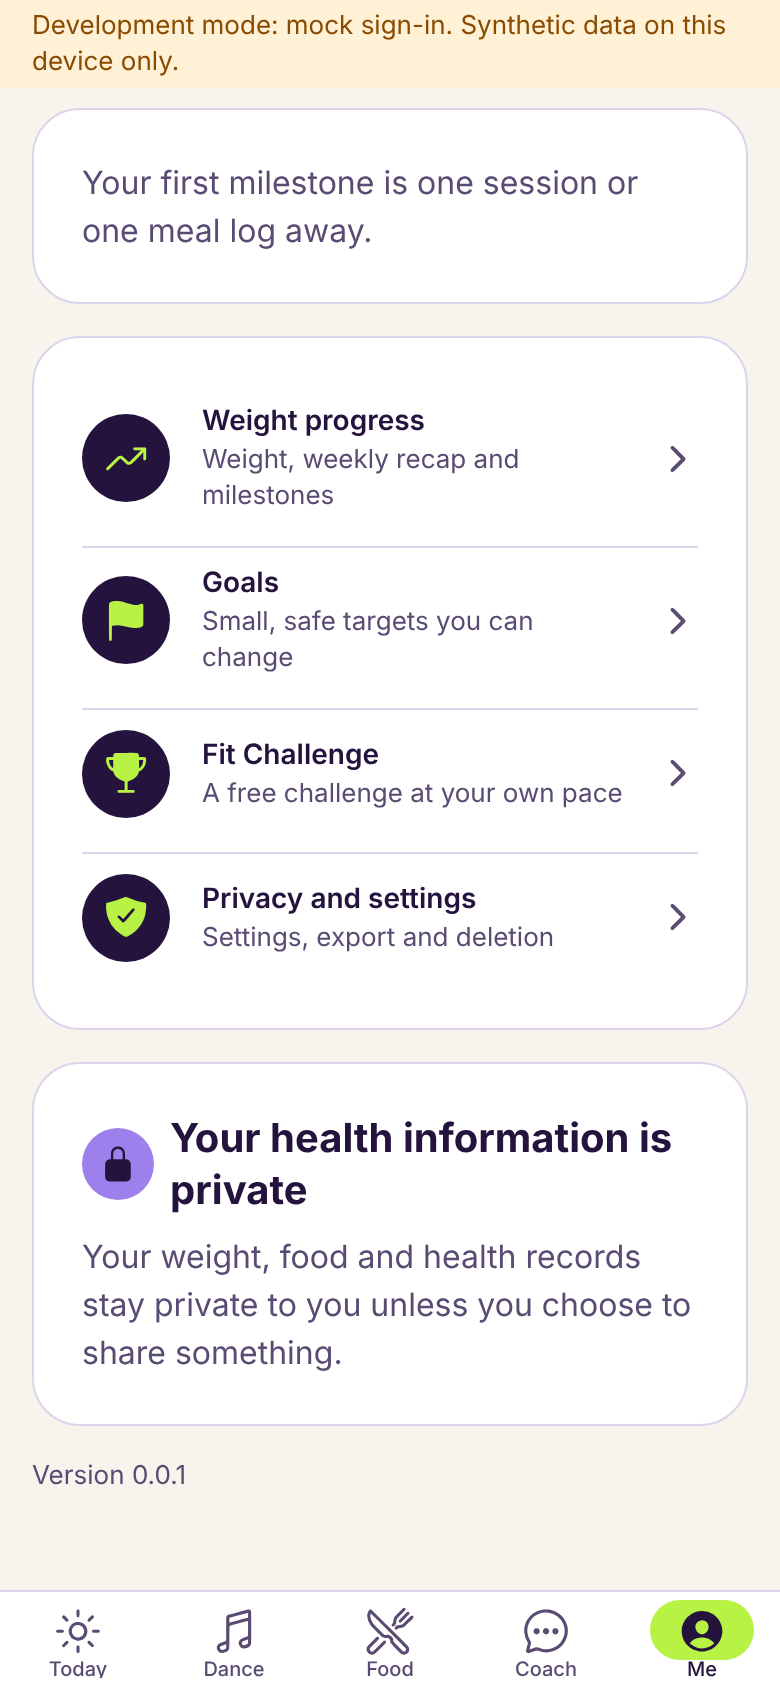 Development mode: mock sign-in. Synthetic data on this
device only.
Your first milestone is one session or
one meal log away.
Weight progress
Weight, weekly recap and
milestones
Goals
Small, safe targets you can
change
Fit Challenge
A free challenge at your own pace
Privacy and settings
Settings, export and deletion
Your health information is
private
Your weight, food and health records
stay private to you unless you choose to
share something.
Version 0.0.1
Today
Dance
Food
Coach
Me